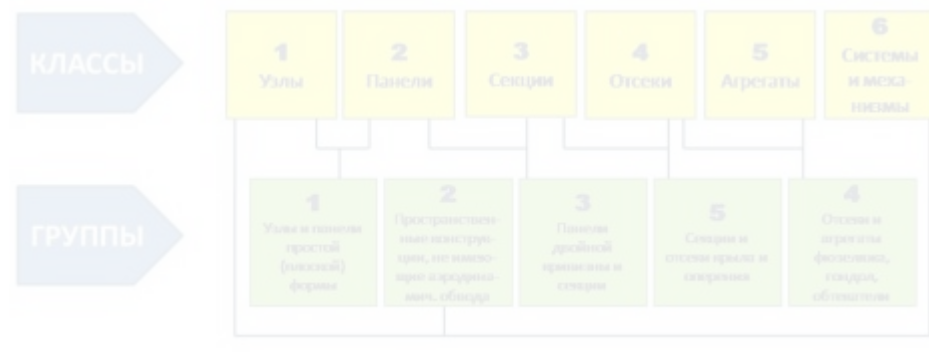 КЛАССЫ
1
Узлы
2
Панели
3
Секции
4
Отсеки
5
Агрегаты
6
Системы
и меха-
низмы
ГРУППЫ
1
Узлы и панели
простой
(плоской)
формы
2
Пространствен-
ные конструк-
ции, не имею-
щие аэродина-
мич. обвода
3
Панели
двойной
кривизны и
секции
5
Секции и
отсеки крыла и
оперения
4
Отсеки и
агрегаты
фюзеляжа,
гондол,
обтекатели